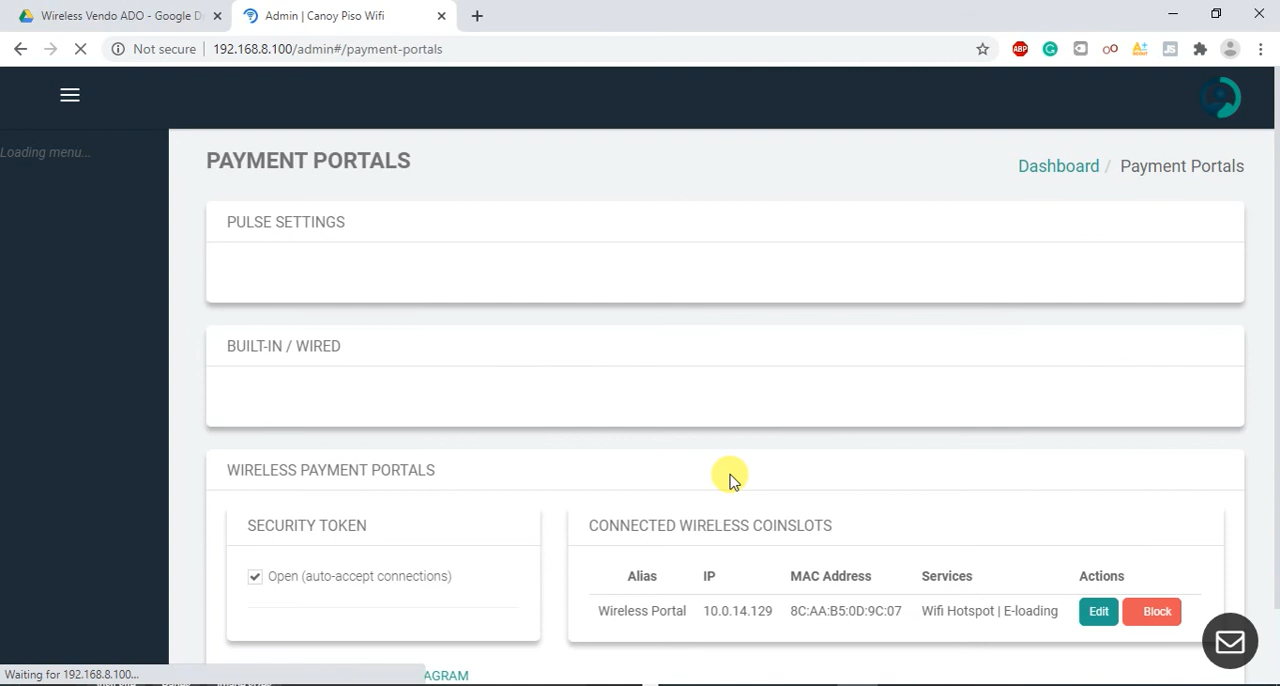 Wireless Vendo ADO - Google D
Admin | Canoy Piso Wifi
Not secure
192.168.8.100/admin#/payment-portals
ABP
JS
Loading menu...
PAYMENT PORTALS
Dashboard / Payment Portals
PULSE SETTINGS
BUILT-IN / WIRED
WIRELESS PAYMENT PORTALS
SECURITY TOKEN
Open (auto-accept connections)
CONNECTED WIRELESS COINSLOTS
Alias IP MAC Address Services Actions
Wireless Portal 10.0.14.129 8C:AA:B5:0D:9C:07 Wifi Hotspot | E-loading Edit Block
Waiting for 192.168.8.100...
AGRAM